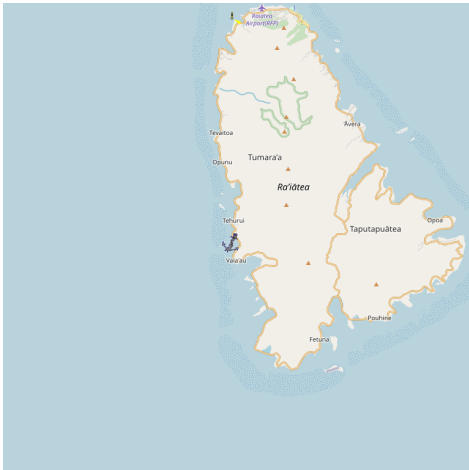 Raiatea
Airport(RFP)
Avera
Tevaitoa
Tumara'a
Opunu
Ra'iātea
Tehurui
Opoa
Taputapuātea
Vaia'au
Pouhine
Fetuna